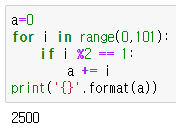 a=0
for i in range(0,101):
    if i %2 == 1:
        a += i
print('{}'.format(a))
2500